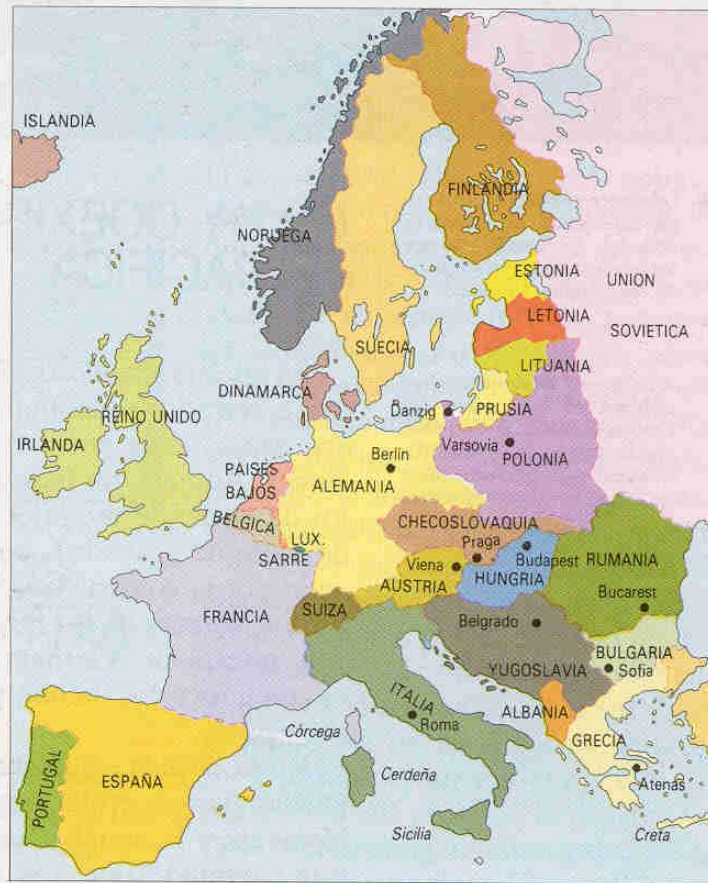 ISLANDIA
FINLANDIA
NORUEGA
ESTONIA
UNION
SOVIETICA
LETONIA
SUECIA
LITUANIA
DINAMARCA
Danzig
PRUSIA
REINO UNIDO
IRLANDA
Varsovia
POLONIA
Berlín
PAISES
BAJOS
ALEMANIA
BELGICA
CHECOSLOVAQUIA
LUX.
Praga
SARRE
Budapest
RUMANIA
Viena
AUSTRIA
HUNGRIA
Bucarest
FRANCIA
SUIZA
Belgrado
BULGARIA
Sofia
YUGOSLAVIA
ITALIA
Roma
ALBANIA
Córcega
GRECIA
PORTUGAL
ESPAÑA
Cerdeña
Atenas
Sicilia
Creta